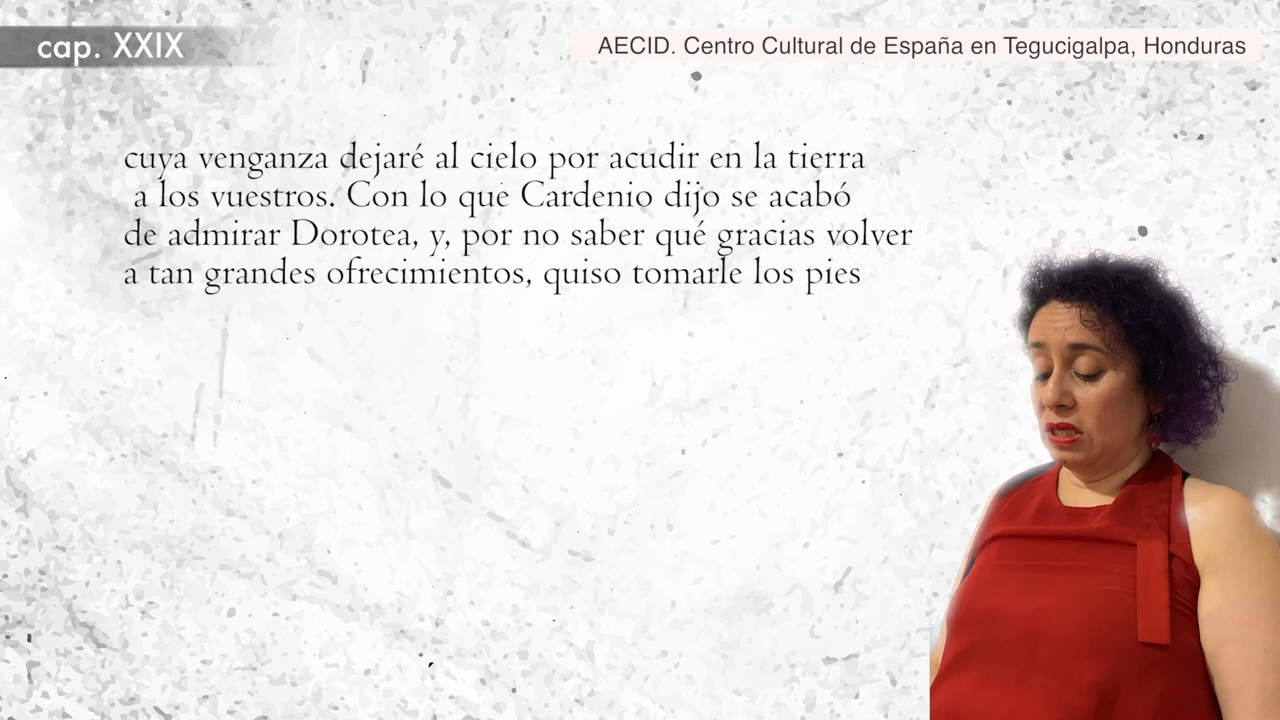 cap. XXIX
AECID. Centro Cultural de España en Tegucigalpa, Honduras
cuya venganza dejaré al cielo por acudir en la tierra
a los vuestros. Con lo que Cardenio dijo se acabó
de admirar Dorotea, y, por no saber qué gracias volver
a tan grandes ofrecimientos, quiso tomarle los pies